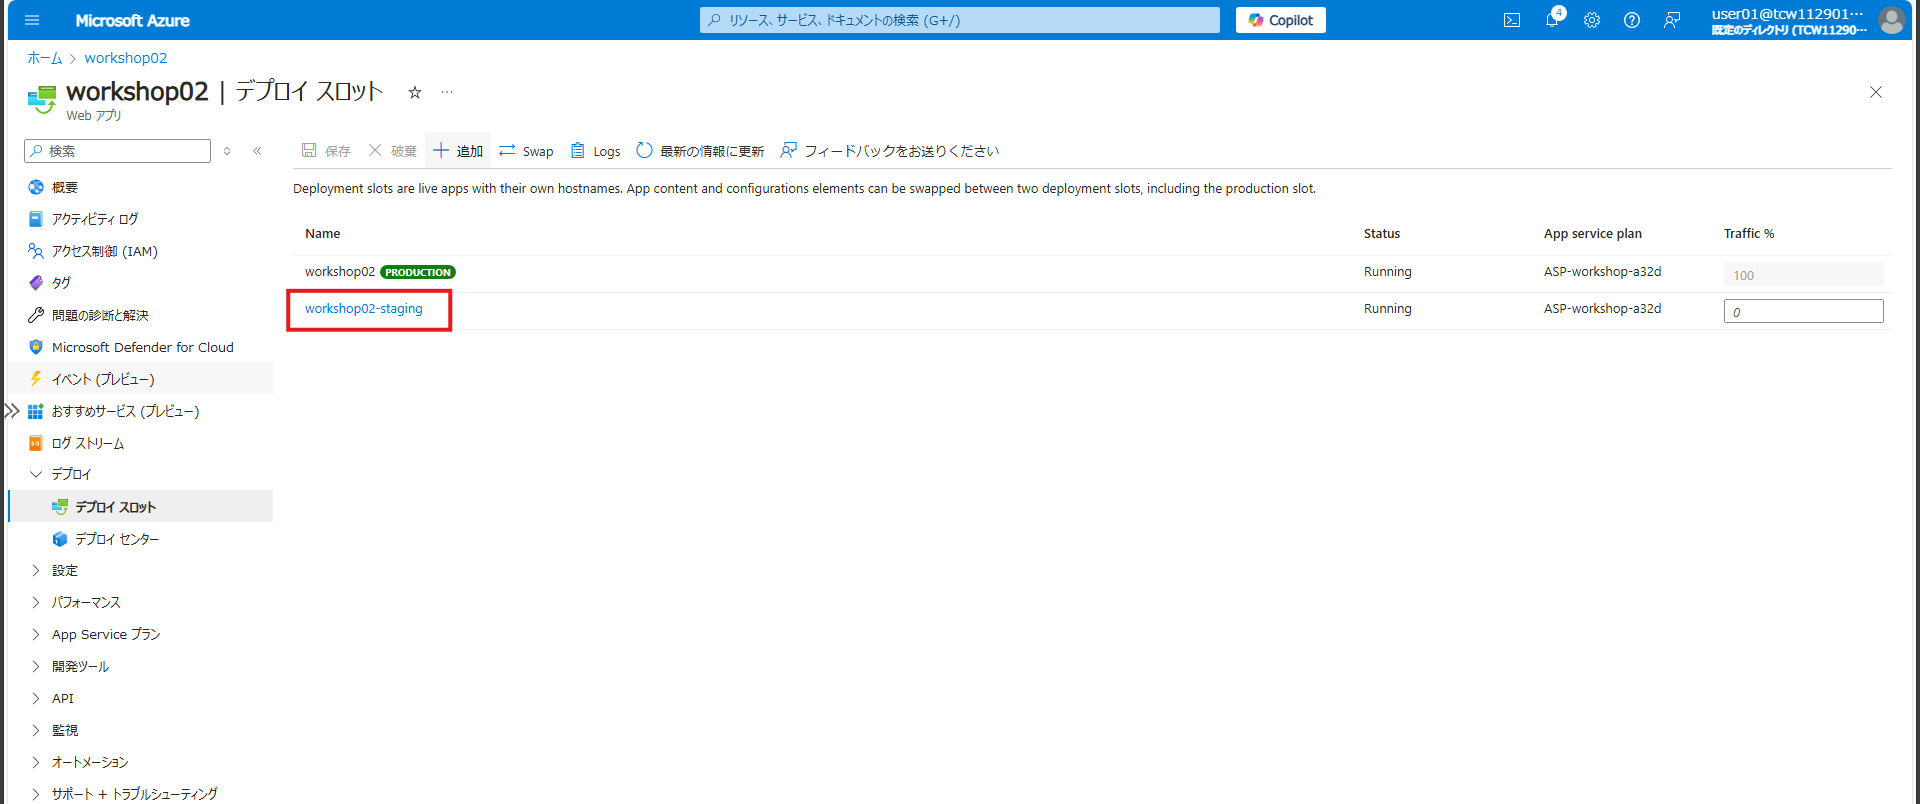 Microsoft Azure
リソース、サービス、ドキュメントの検索 (G+/)
Copilot
4
user01@tcw112901…
既定のディレクトリ (TCW11290…
ホーム > workshop02
workshop02 | デプロイ スロット
Web アプリ
検索
保存 破棄 追加 Swap Logs 最新の情報に更新 フィードバックをお送りください
Deployment slots are live apps with their own hostnames. App content and configurations elements can be swapped between two deployment slots, including the production slot.
Name Status App service plan Traffic %
workshop02 PRODUCTION Running ASP-workshop-a32d 100
workshop02-staging Running ASP-workshop-a32d 0
概要
アクティビティ ログ
アクセス制御 (IAM)
タグ
問題の診断と解決
Microsoft Defender for Cloud
イベント (プレビュー)
おすすめサービス (プレビュー)
ログ ストリーム
デプロイ
デプロイ スロット
デプロイ センター
設定
パフォーマンス
App Service プラン
開発ツール
API
監視
オートメーション
サポート + トラブルシューティング